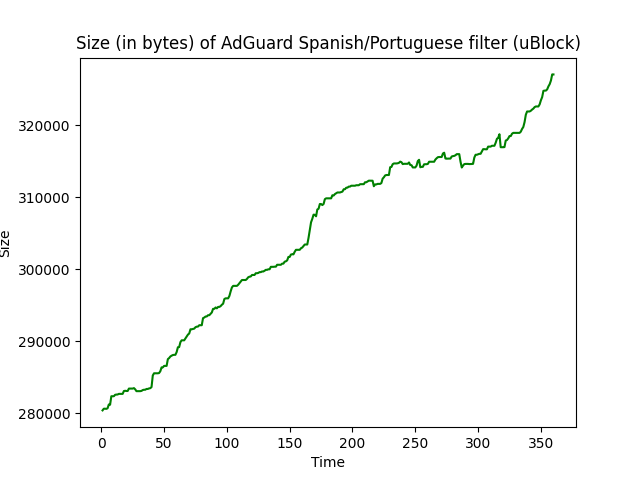 Size (in bytes) of AdGuard Spanish/Portuguese filter (uBlock)
320000
310000
300000
290000
280000
Size
0 50 100 150 200 250 300 350
Time